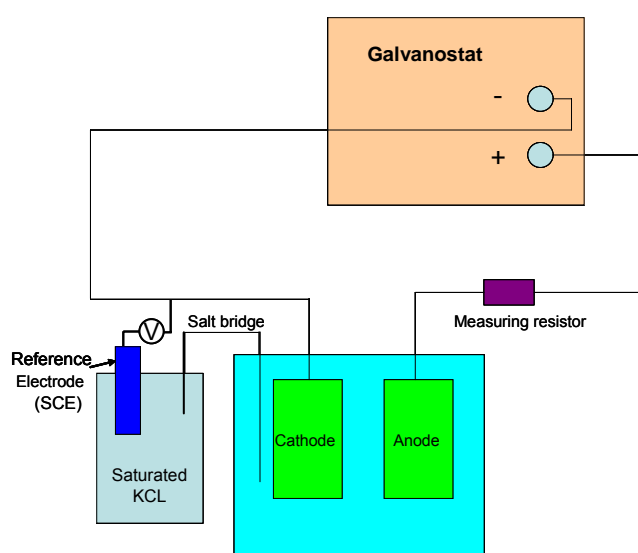 Galvanostat
-
+
Salt bridge
Measuring resistor
V
Reference
Electrode
(SCE)
Cathode
Anode
Saturated
KCL